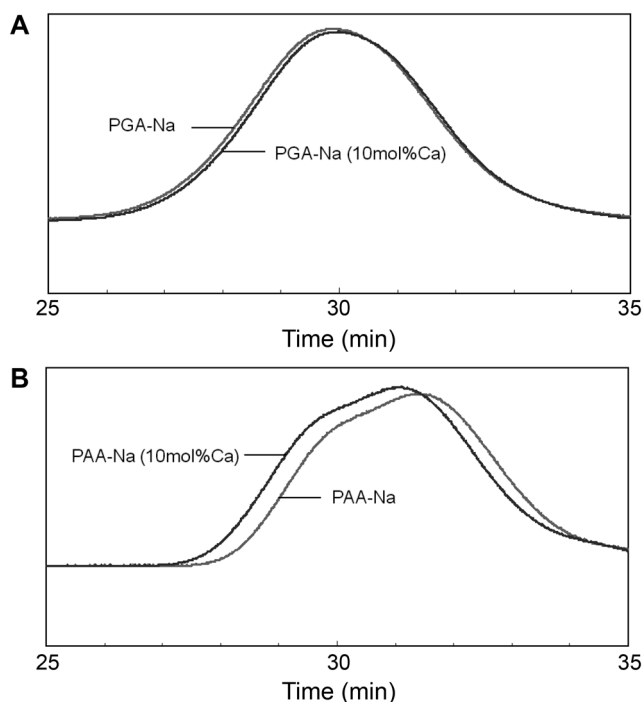 A
PGA-Na
PGA-Na (10mol%Ca)
25
30
35
Time (min)
B
PAA-Na (10mol%Ca)
PAA-Na
25
30
35
Time (min)